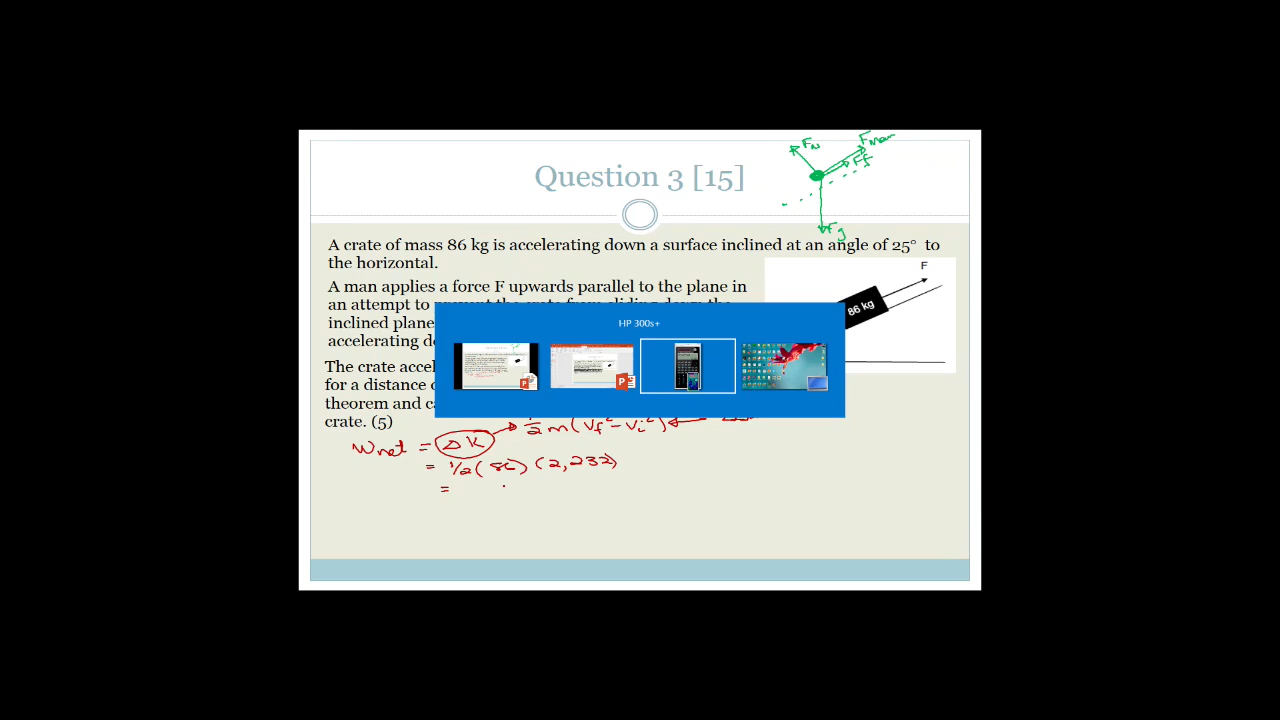 Question 3 [15]
FN
Fman
Ff
Fg
A crate of mass 86 kg is accelerating down a surface inclined at an angle of 25° to
the horizontal.
A man applies a force F upwards parallel to the plane in
an attempt to
inclined plane
accelerating
F
86 kg
HP 300s+
The crate
for a distance
theorem and
crate. (5)
½ m(vf² − vi²)
Wnet = ΔK
= ½(86)(2,232)
=